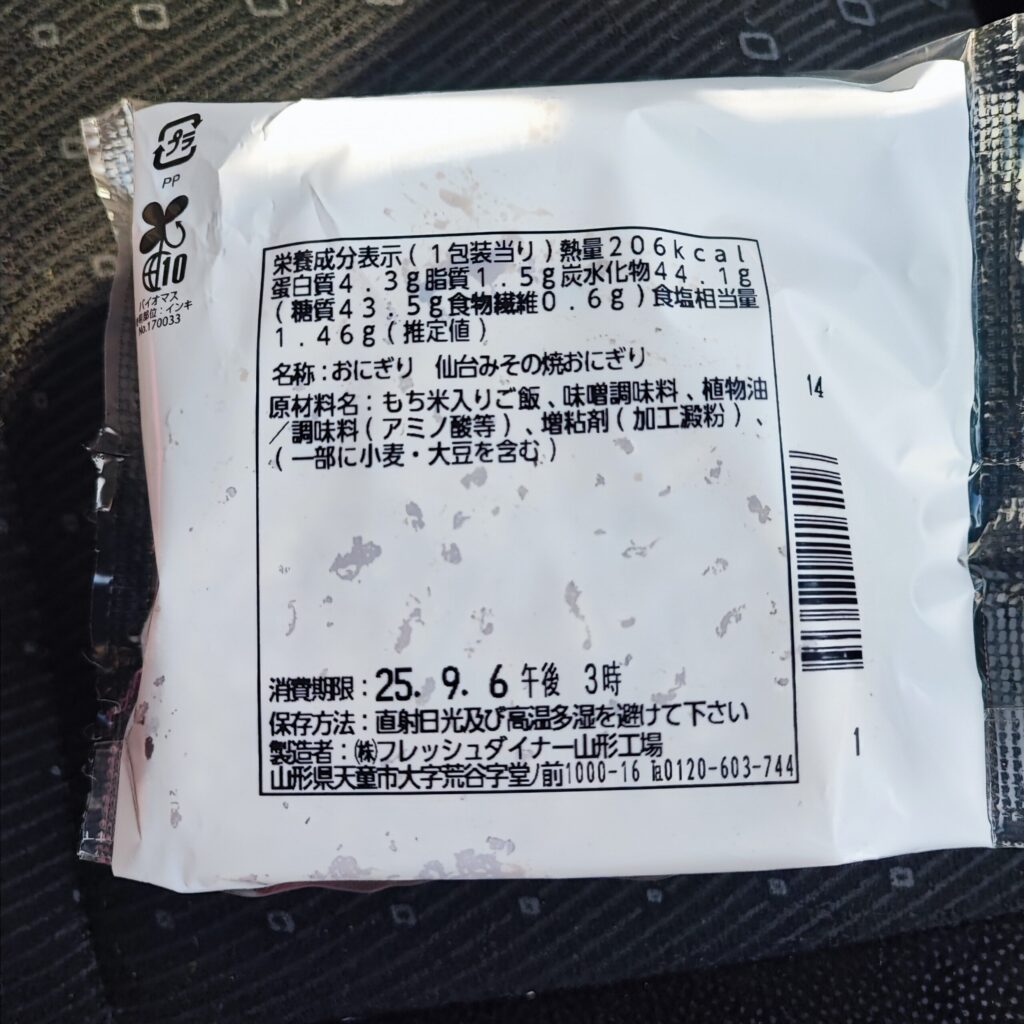 プラ
PP
10
バイオマス
No.170033
栄養成分表示(1包装当り)熱量206kcal
蛋白質4.3g脂質1.5g炭水化物44.1g
(糖質43.5g食物繊維0.6g)食塩相当量
1.46g(推定値)
名称:おにぎり 仙台みその焼おにぎり
原材料名:もち米入りご飯、味噌調味料、植物油
/調味料(アミノ酸等)、増粘剤(加工澱粉)、
(一部に小麦・大豆を含む)
14
消費期限:25. 9. 6 午後 3時
保存方法:直射日光及び高温多湿を避けて下さい
製造者:㈱フレッシュダイナー山形工場
山形県天童市大字荒谷字堂ノ前1000-16 ℡0120-603-744
1